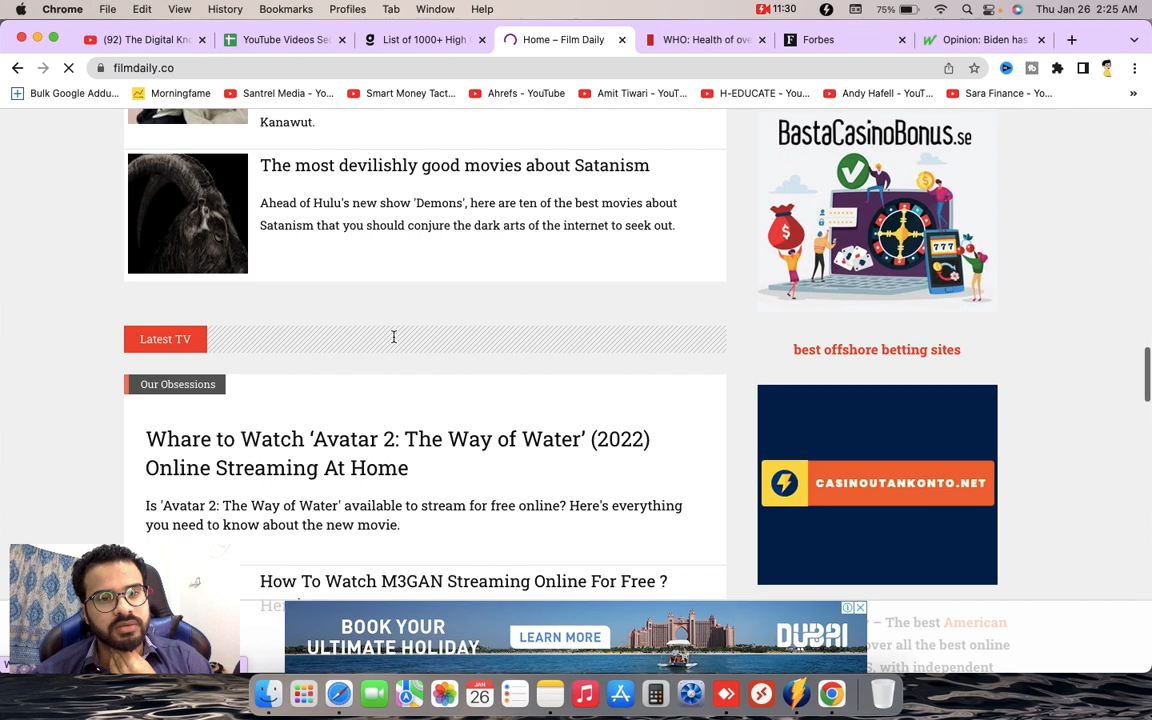 Chrome File Edit View History Bookmarks Profiles Tab Window Help 11:30 75% Thu Jan 26 2:25 AM
(92) The Digital Kn YouTube Videos Se List of 1000+ High Home – Film Daily WHO: Health of ove Forbes Opinion: Biden has
filmdaily.co
Bulk Google Addu... Morningfame Santrel Media - Yo... Smart Money Tact... Ahrefs - YouTube Amit Tiwari - YouT... H-EDUCATE - You... Andy Hafell - YouT... Sara Finance - Yo... »
Kanawut.
The most devilishly good movies about Satanism
Ahead of Hulu's new show 'Demons', here are ten of the best movies about
Satanism that you should conjure the dark arts of the internet to seek out.
Latest TV
Our Obsessions
Whare to Watch ‘Avatar 2: The Way of Water’ (2022)
Online Streaming At Home
Is 'Avatar 2: The Way of Water' available to stream for free online? Here's everything
you need to know about the new movie.
How To Watch M3GAN Streaming Online For Free ?
BastaCasinoBonus.se
777
best offshore betting sites
CASINOUTANKONTO.NET
– The best American
over all the best online
S, with independent
BOOK YOUR
ULTIMATE HOLIDAY
LEARN MORE
DUBAI
JAN
26